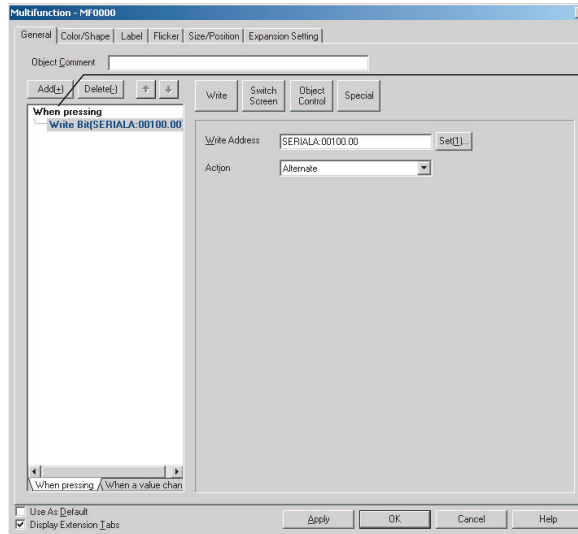 Multifunction - MF0000
General Color/Shape Label Flicker Size/Position Expansion Setting
Object Comment
Add(+) Delete(-) Write Switch Screen Object Control Special
When pressing
Write Bit(SERIALA:00100.00)
Write Address SERIALA:00100.00 Set(1)...
Action Alternate
When pressing When a value chan
Use As Default
Display Extension Tabs
Apply OK Cancel Help